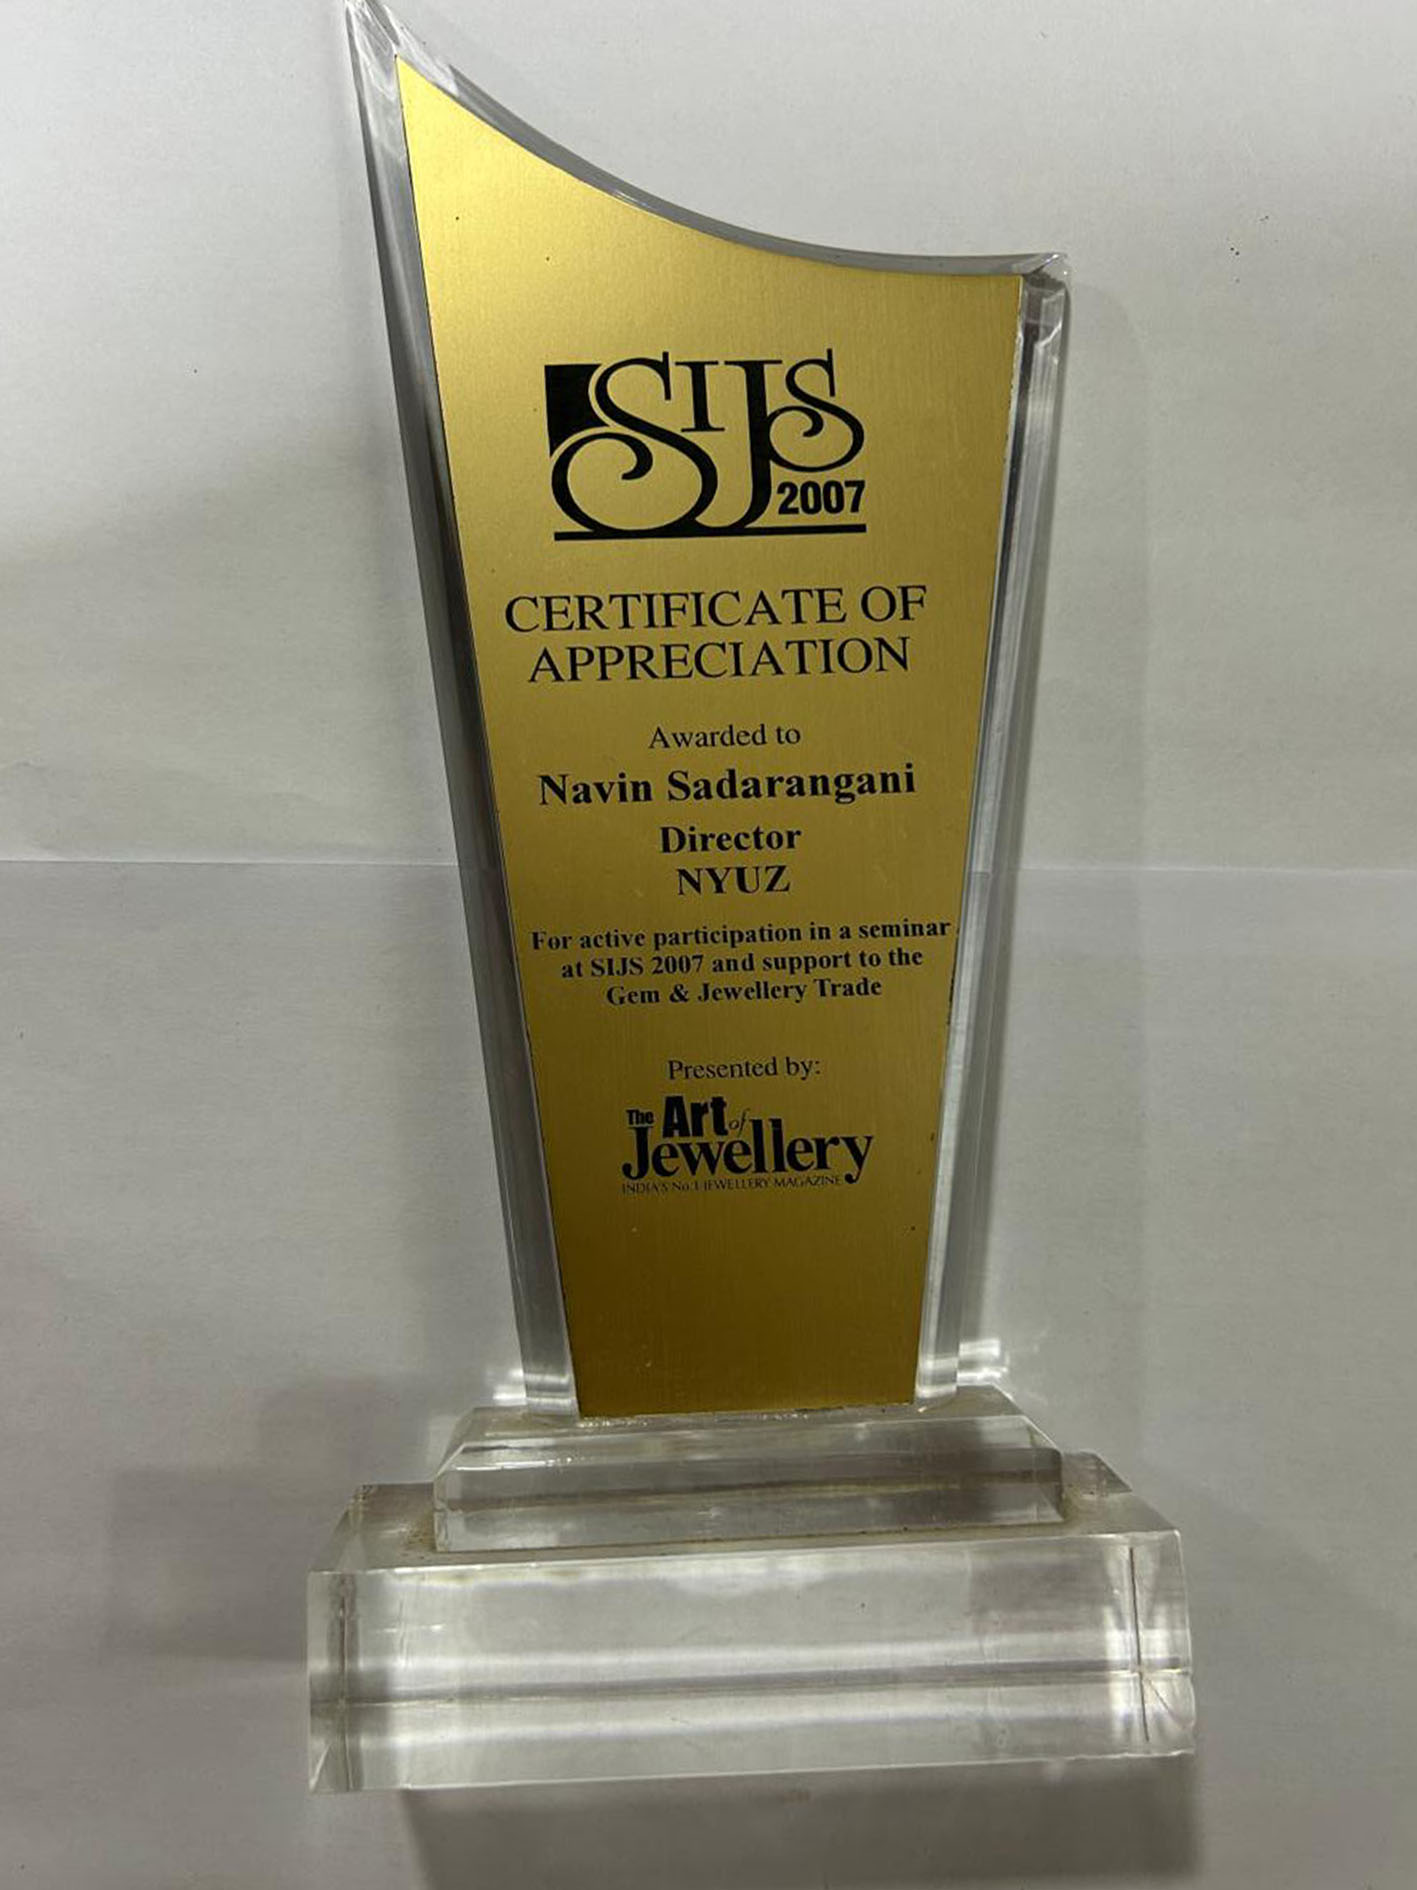 SIJS
2007
CERTIFICATE OF
APPRECIATION
Awarded to
Navin Sadarangani
Director
NYUZ
For active participation in a seminar
at SIJS 2007 and support to the
Gem & Jewellery Trade
Presented by:
The Art of
Jewellery
INDIA'S No.1 JEWELLERY MAGAZINE